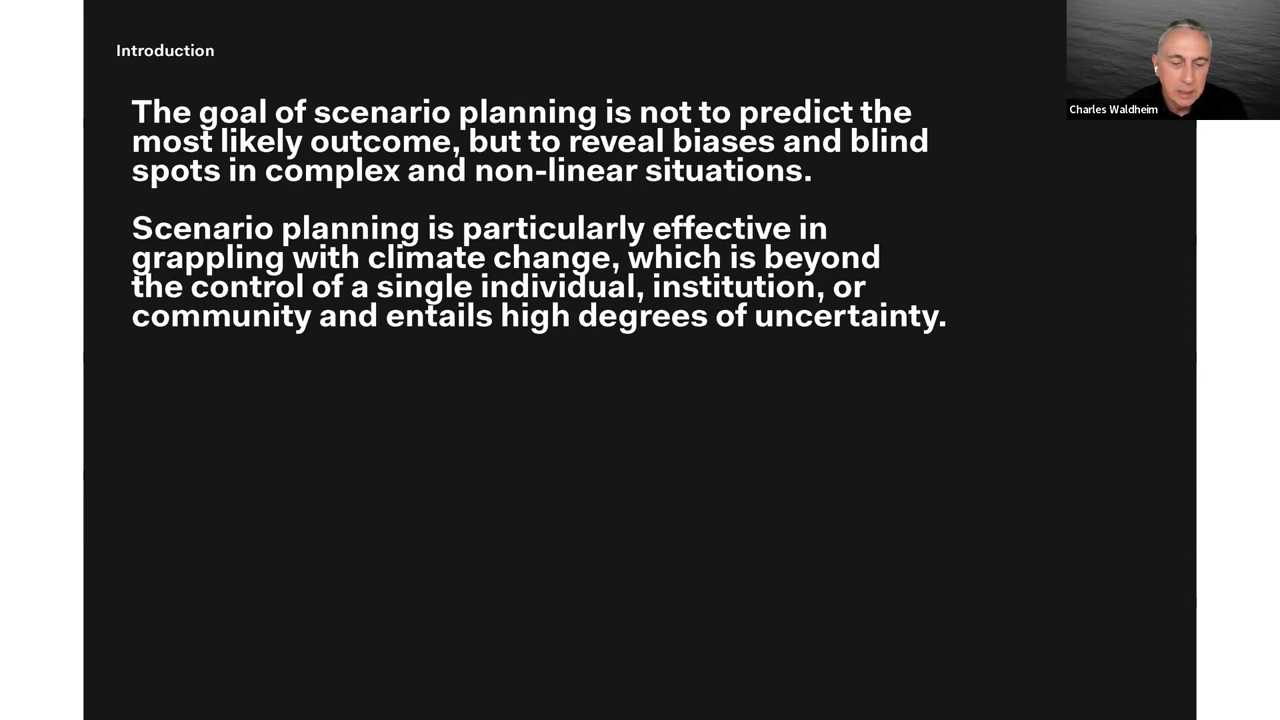 Introduction
The goal of scenario planning is not to predict the
most likely outcome, but to reveal biases and blind
spots in complex and non-linear situations.
Scenario planning is particularly effective in
grappling with climate change, which is beyond
the control of a single individual, institution, or
community and entails high degrees of uncertainty.
Charles Waldheim